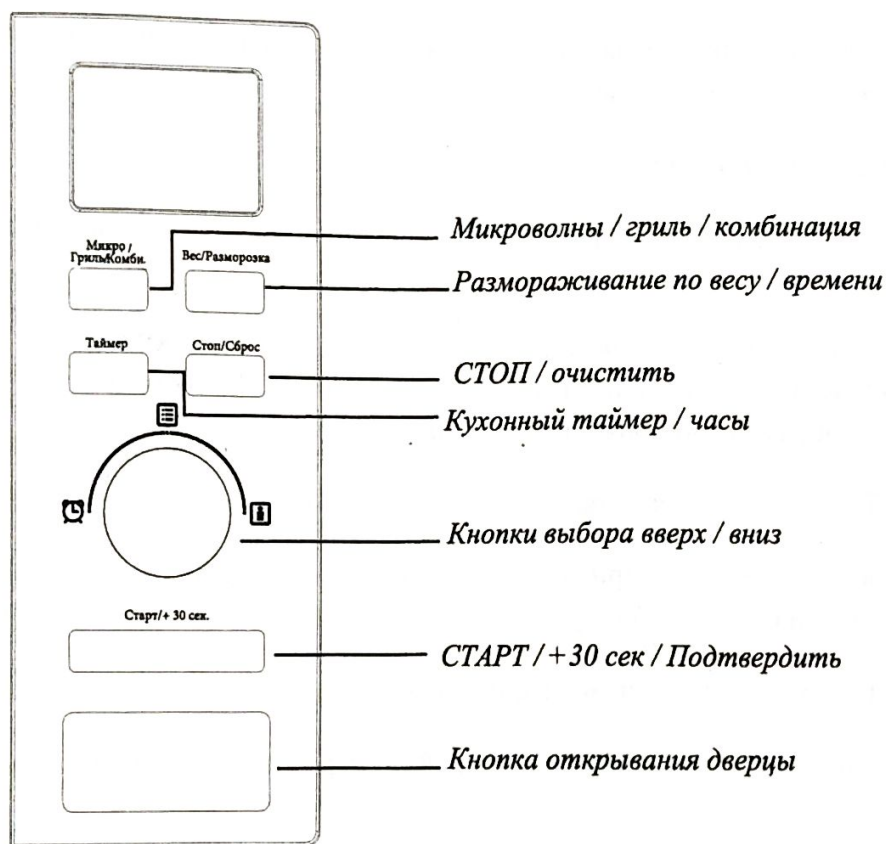 Микро /
Гриль/Комби.
Вес/Разморозка
Таймер
Стоп/Сброс
Старт/+ 30 сек.
Микроволны / гриль / комбинация
Размораживание по весу / времени
СТОП / очистить
Кухонный таймер / часы
Кнопки выбора вверх / вниз
СТАРТ / +30 сек / Подтвердить
Кнопка открывания дверцы